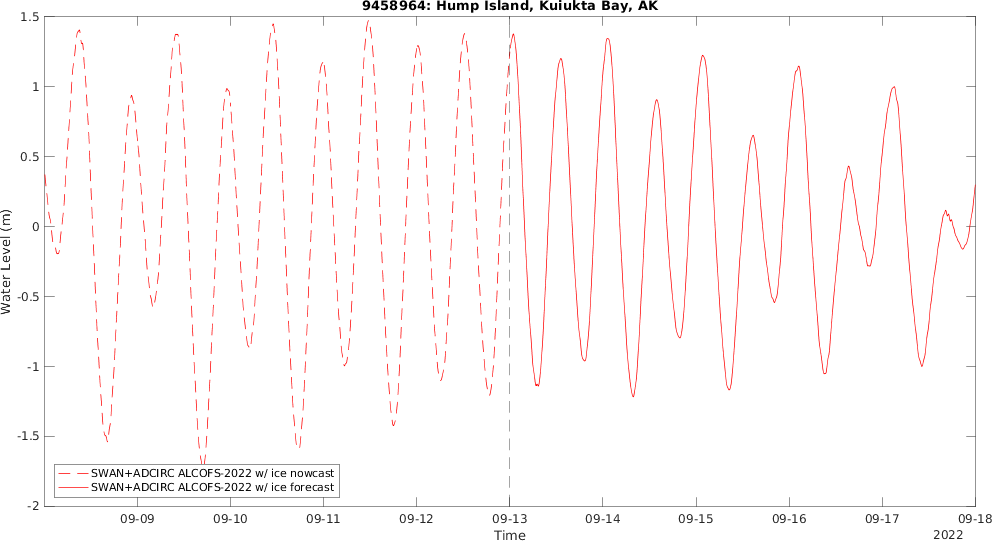 9458964: Hump Island, Kuiukta Bay, AK
1.5
1
0.5
0
-0.5
-1
-1.5
-2
Water Level (m)
SWAN+ADCIRC ALCOFS-2022 w/ ice nowcast
SWAN+ADCIRC ALCOFS-2022 w/ ice forecast
09-09 09-10 09-11 09-12 09-13 09-14 09-15 09-16 09-17 09-18
Time
2022